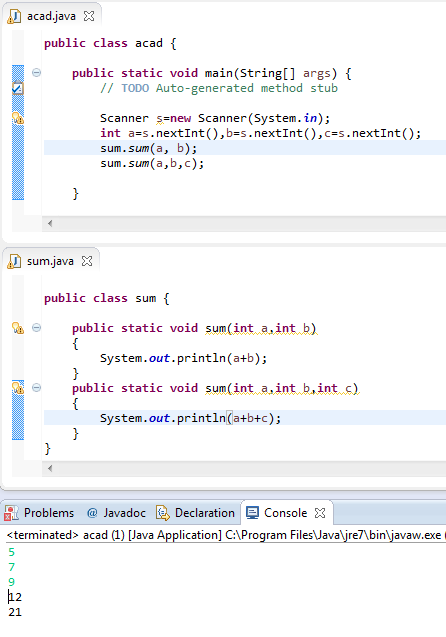 acad.java
public class acad {
public static void main(String[] args) {
// TODO Auto-generated method stub
Scanner s=new Scanner(System.in);
int a=s.nextInt(),b=s.nextInt(),c=s.nextInt();
sum.sum(a, b);
sum.sum(a,b,c);
}
sum.java
public class sum {
public static void sum(int a,int b)
{
System.out.println(a+b);
}
public static void sum(int a,int b,int c)
{
System.out.println(a+b+c);
}
}
Problems @ Javadoc Declaration Console
<terminated> acad (1) [Java Application] C:\Program Files\Java\jre7\bin\javaw.exe (
5
7
9
12
21